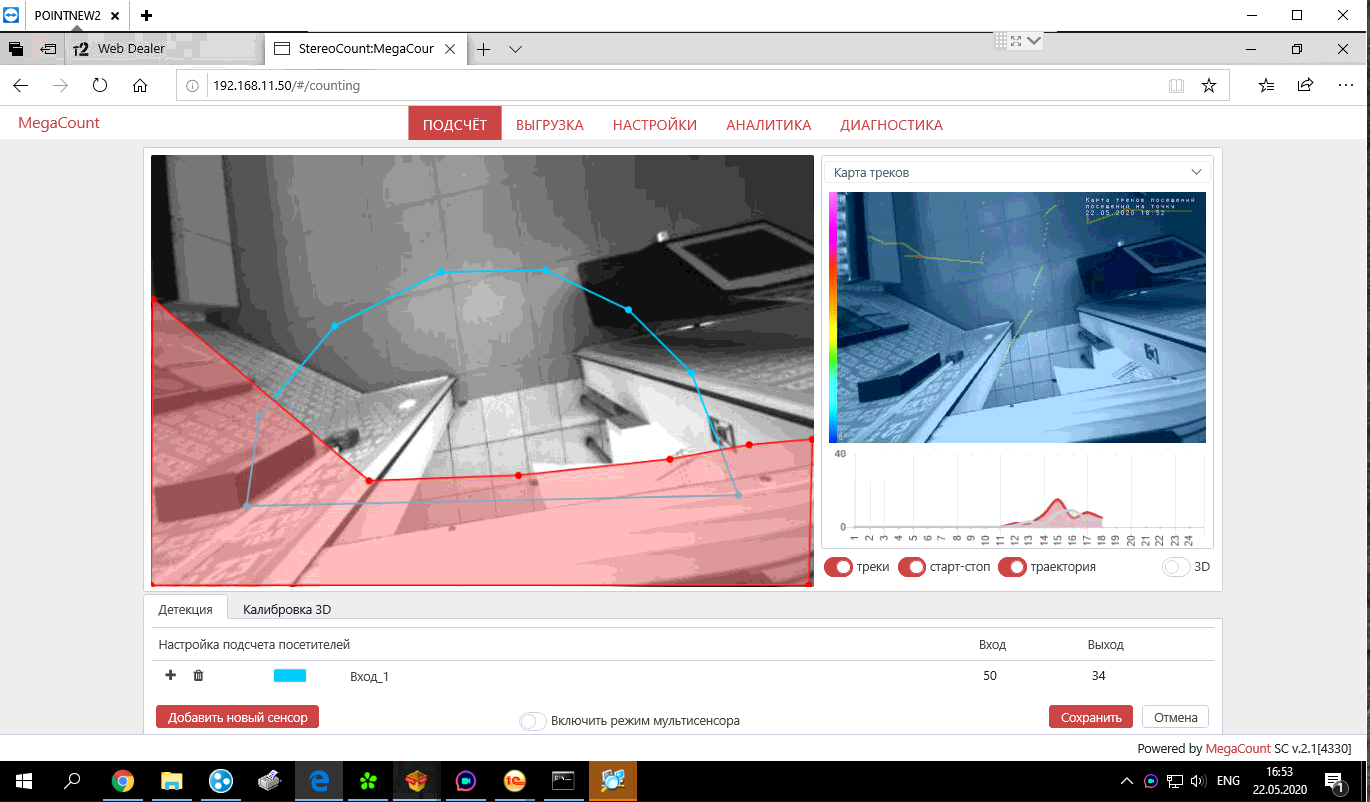 POINTNEW2
Web Dealer
StereoCount:MegaCour
192.168.11.50/#/counting
MegaCount
ПОДСЧЁТ
ВЫГРУЗКА
НАСТРОЙКИ
АНАЛИТИКА
ДИАГНОСТИКА
Карта треков
Карта треков посещений
посещений на точку
22.05.2020 18:52
40
0
1 2 3 4 5 6 7 8 9 10 11 12 13 14 15 16 17 18 19 20 21 22 23 24
треки
старт-стоп
траектория
3D
Детекция
Калибровка 3D
Настройка подсчета посетителей
Вход
Выход
Вход_1
50
34
Добавить новый сенсор
Включить режим мультисенсора
Сохранить
Отмена
Powered by MegaCount SC v.2.1[4330]
ENG
16:53
22.05.2020
1